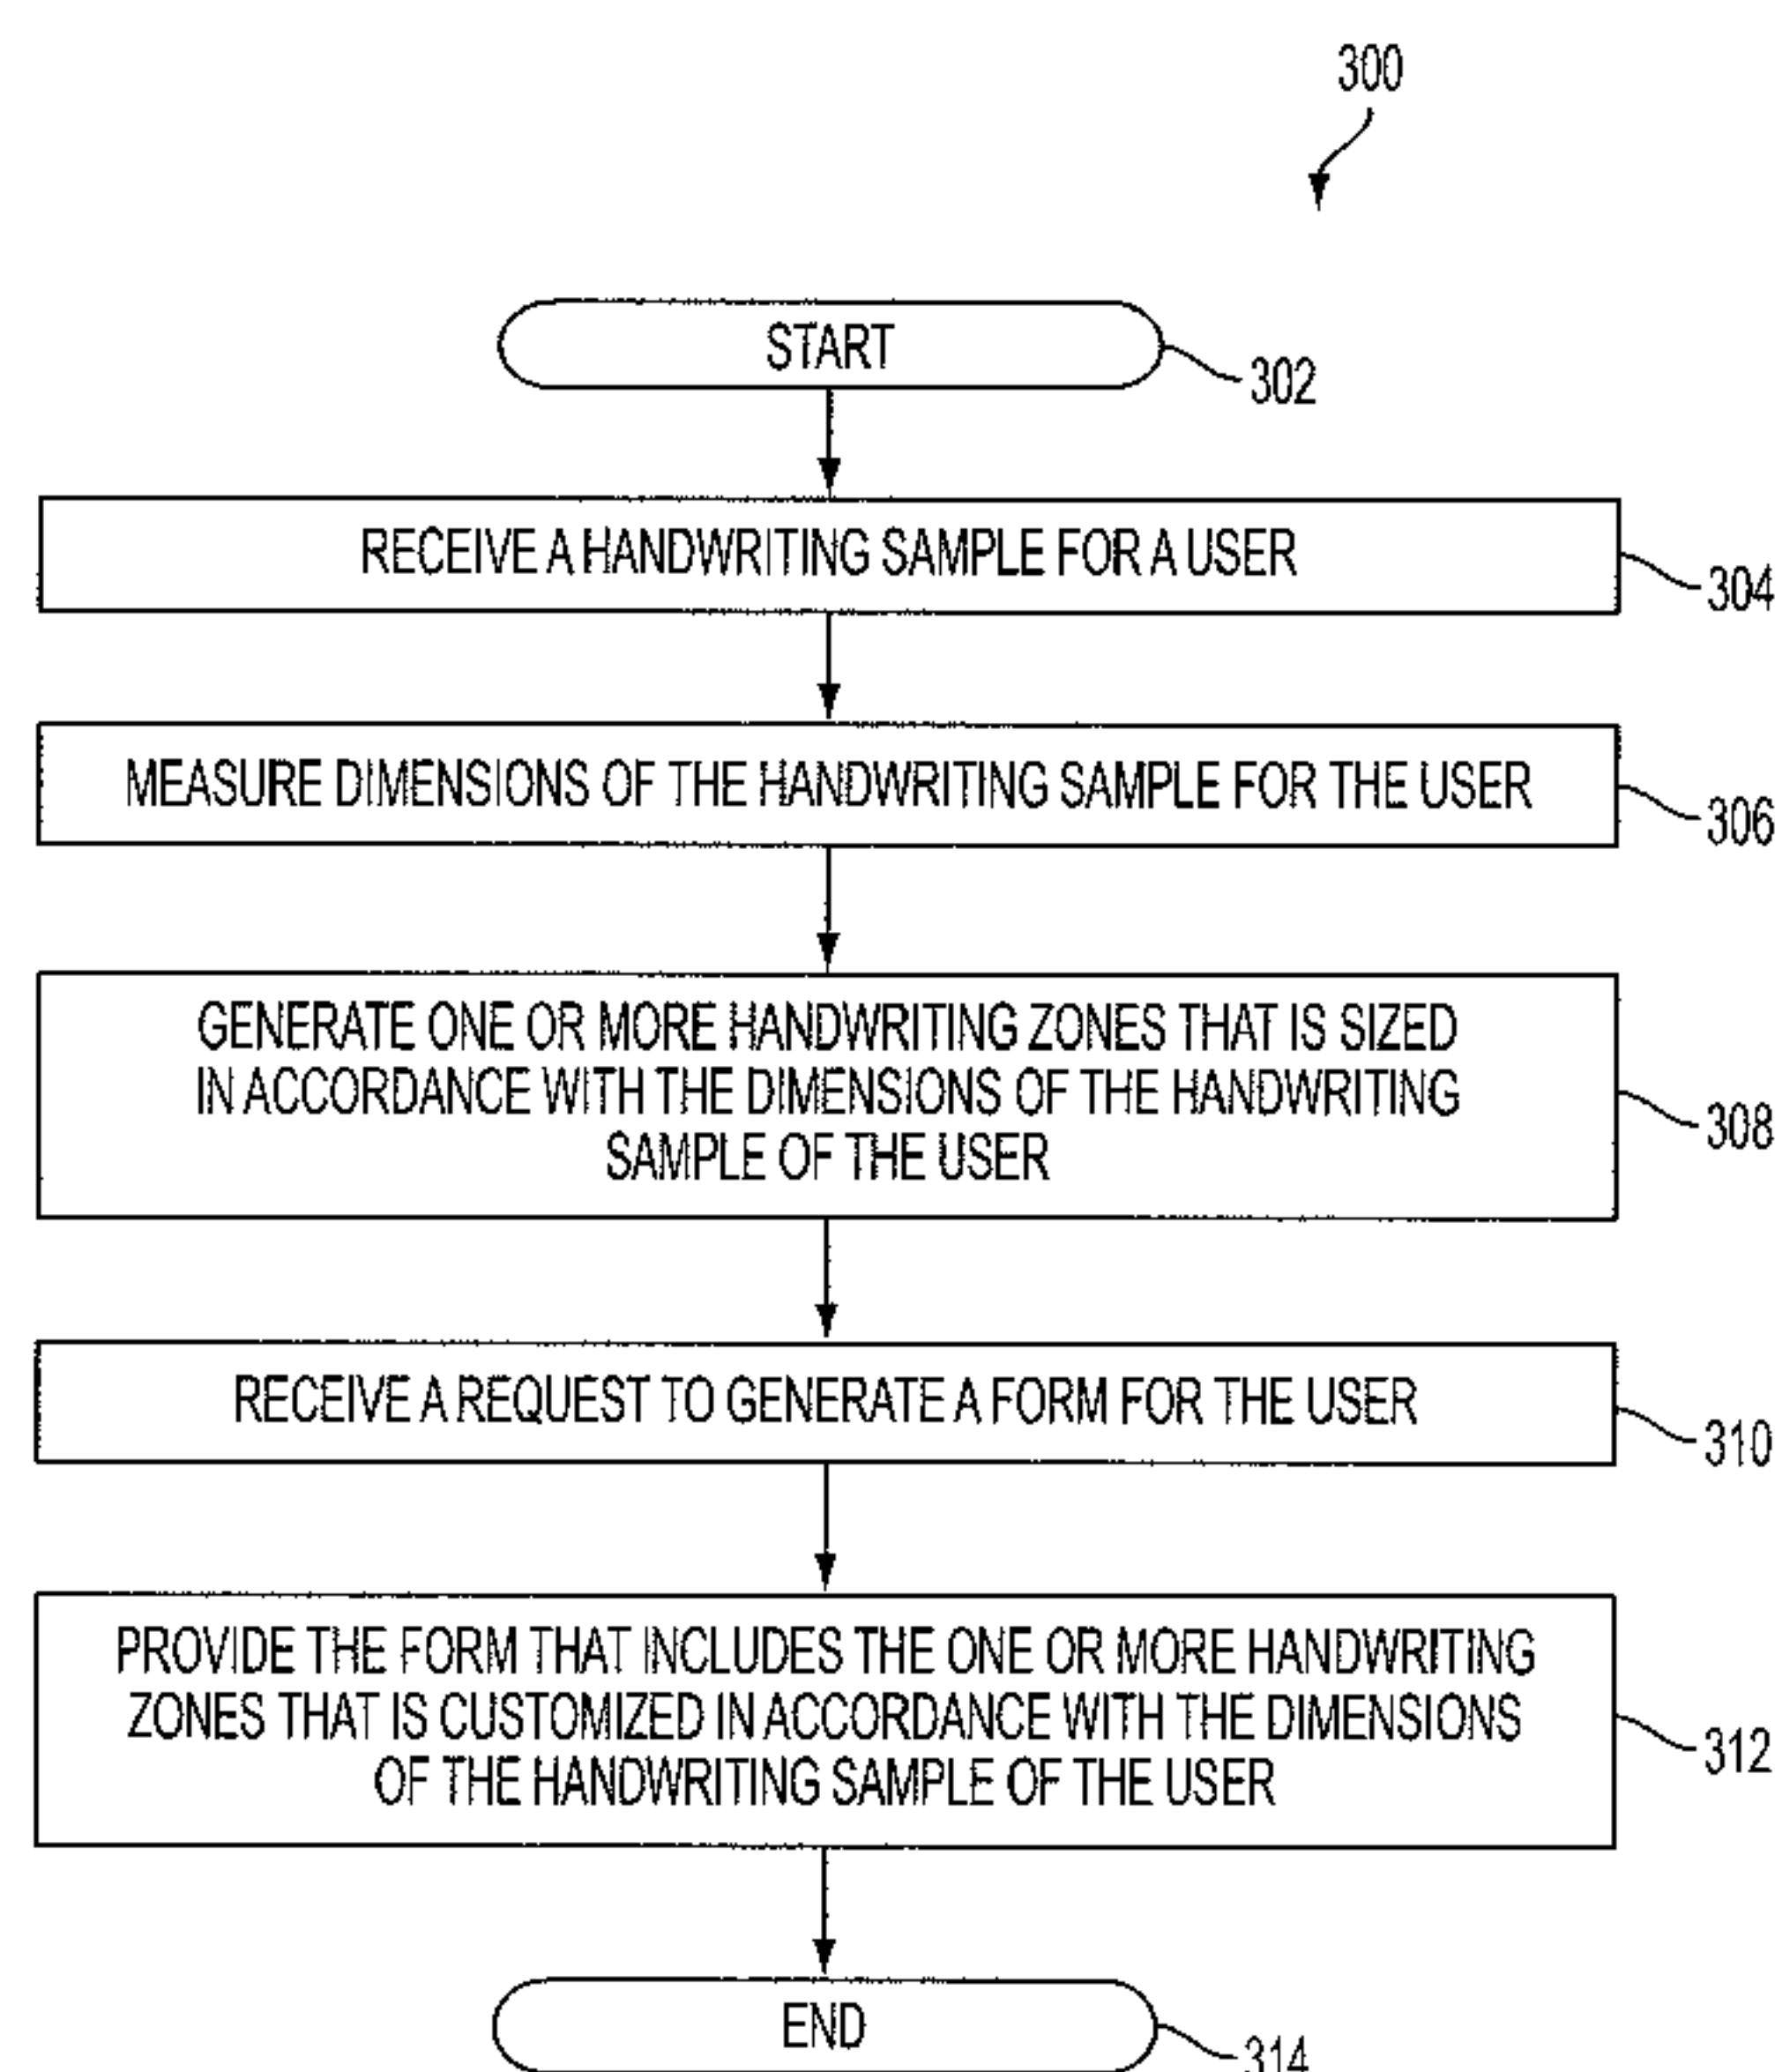 300
START
302
RECEIVE A HANDWRITING SAMPLE FOR A USER
304
MEASURE DIMENSIONS OF THE HANDWRITING SAMPLE FOR THE USER
306
GENERATE ONE OR MORE HANDWRITING ZONES THAT IS SIZED
IN ACCORDANCE WITH THE DIMENSIONS OF THE HANDWRITING
SAMPLE OF THE USER
308
RECEIVE A REQUEST TO GENERATE A FORM FOR THE USER
310
PROVIDE THE FORM THAT INCLUDES THE ONE OR MORE HANDWRITING
ZONES THAT IS CUSTOMIZED IN ACCORDANCE WITH THE DIMENSIONS
OF THE HANDWRITING SAMPLE OF THE USER
312
END
314